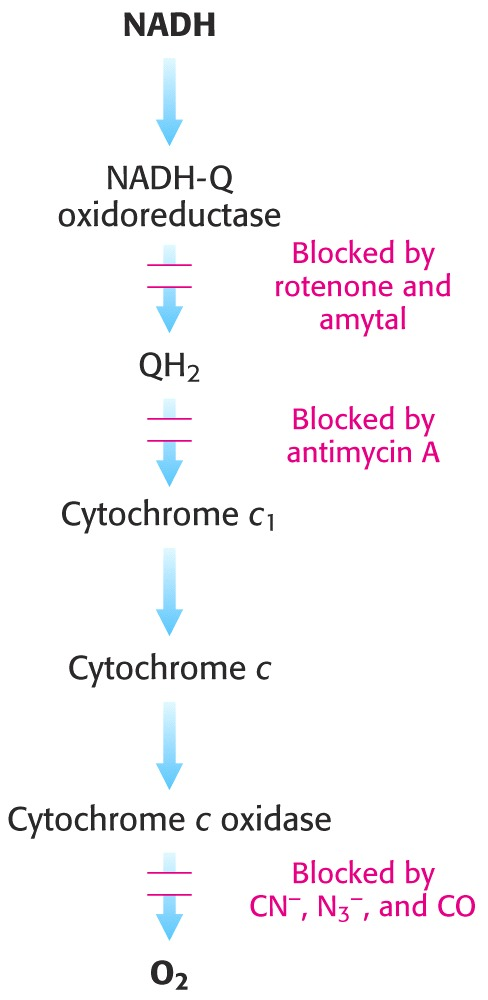 NADH
NADH-Q
oxidoreductase
Blocked by
rotenone and
amytal
QH₂
Blocked by
antimycin A
Cytochrome c₁
Cytochrome c
Cytochrome c oxidase
Blocked by
CN⁻, N₃⁻, and CO
O₂